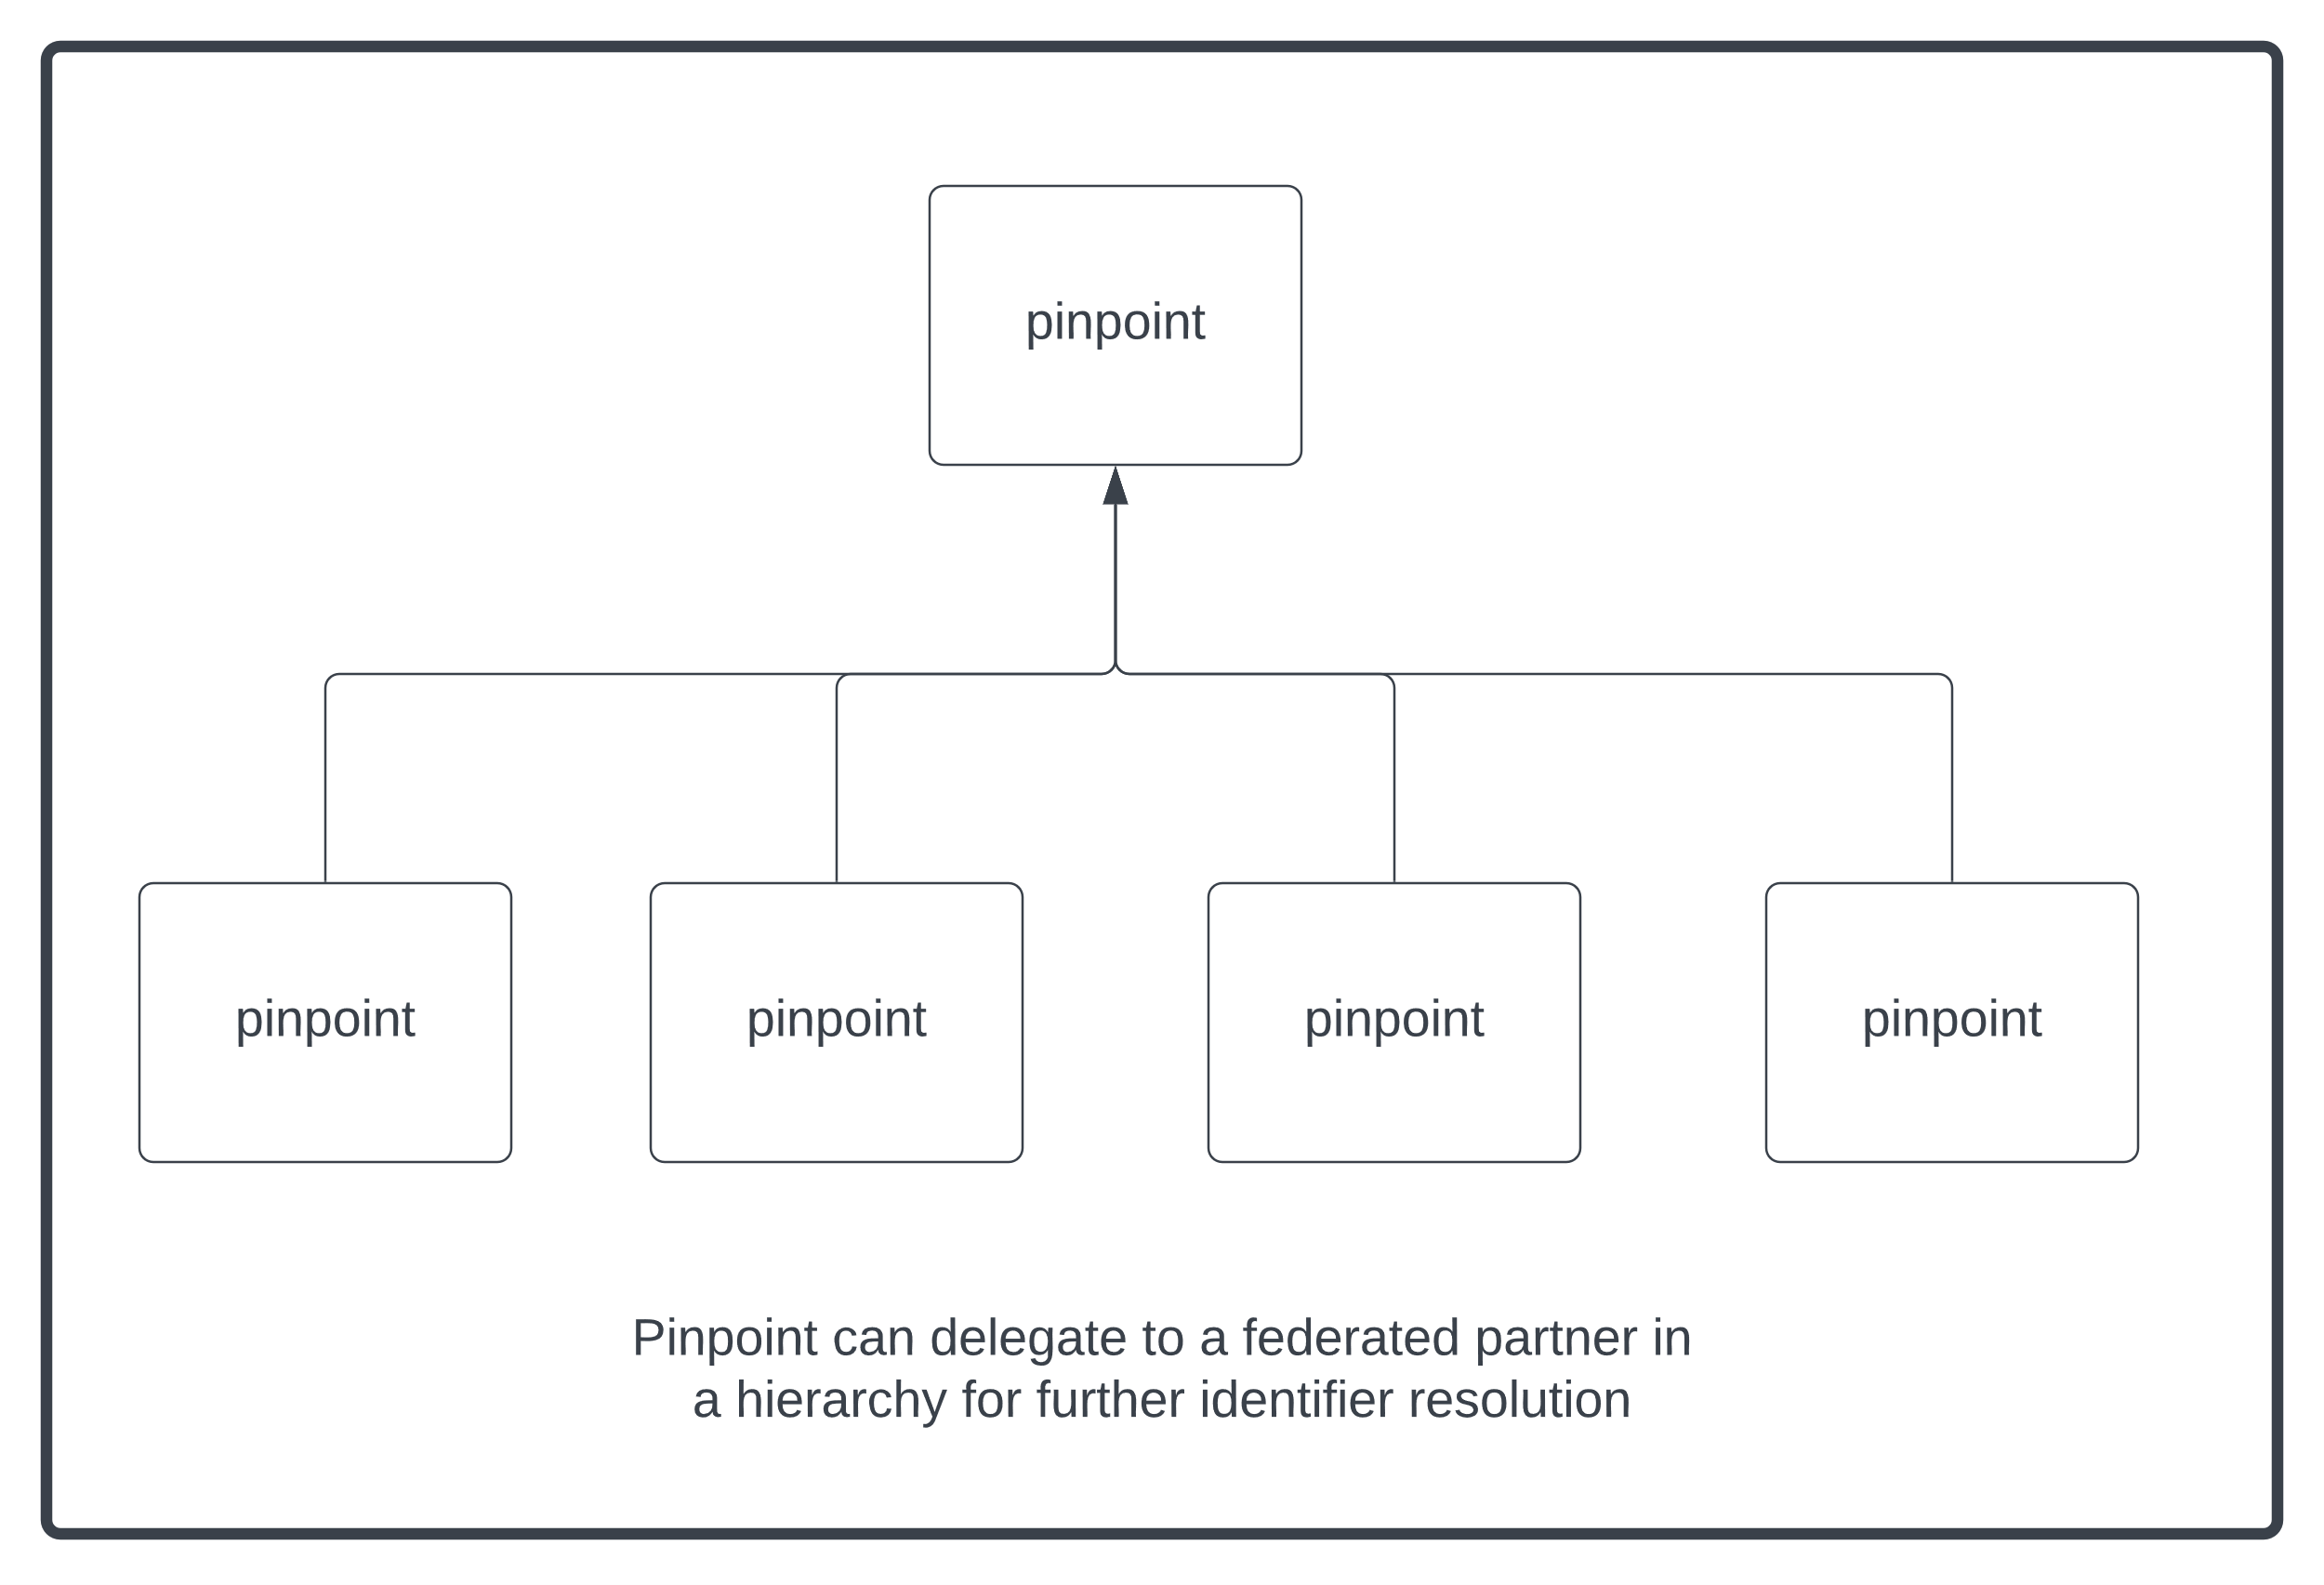 pinpoint
pinpoint
pinpoint
pinpoint
pinpoint
Pinpoint can delegate to a federated partner in
a hierarchy for further identifier resolution